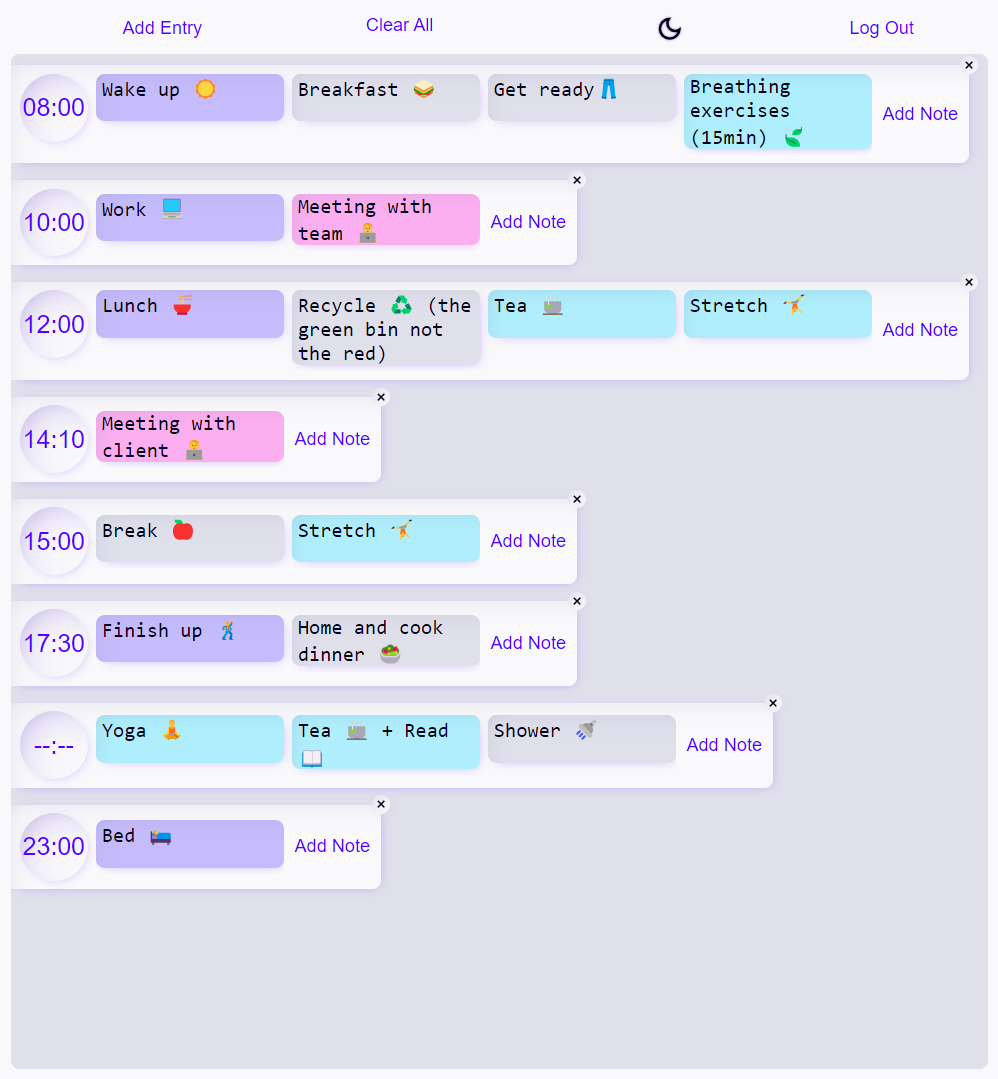 Add Entry
Clear All
Log Out
08:00
Wake up ☀️
Breakfast 🥪
Get ready👖
Breathing
exercises
(15min) 🌿
Add Note
×
10:00
Work 🖥️
Meeting with
team 🧑‍💻
Add Note
×
12:00
Lunch 🍜
Recycle ♻️ (the
green bin not
the red)
Tea 🍵
Stretch 🤸
Add Note
×
14:10
Meeting with
client 🧑‍💻
Add Note
×
15:00
Break 🍎
Stretch 🤸
Add Note
×
17:30
Finish up 🏃
Home and cook
dinner 🥗
Add Note
×
--:--
Yoga 🧘
Tea 🍵 + Read
📖
Shower 🚿
Add Note
×
23:00
Bed 🛌
Add Note
×